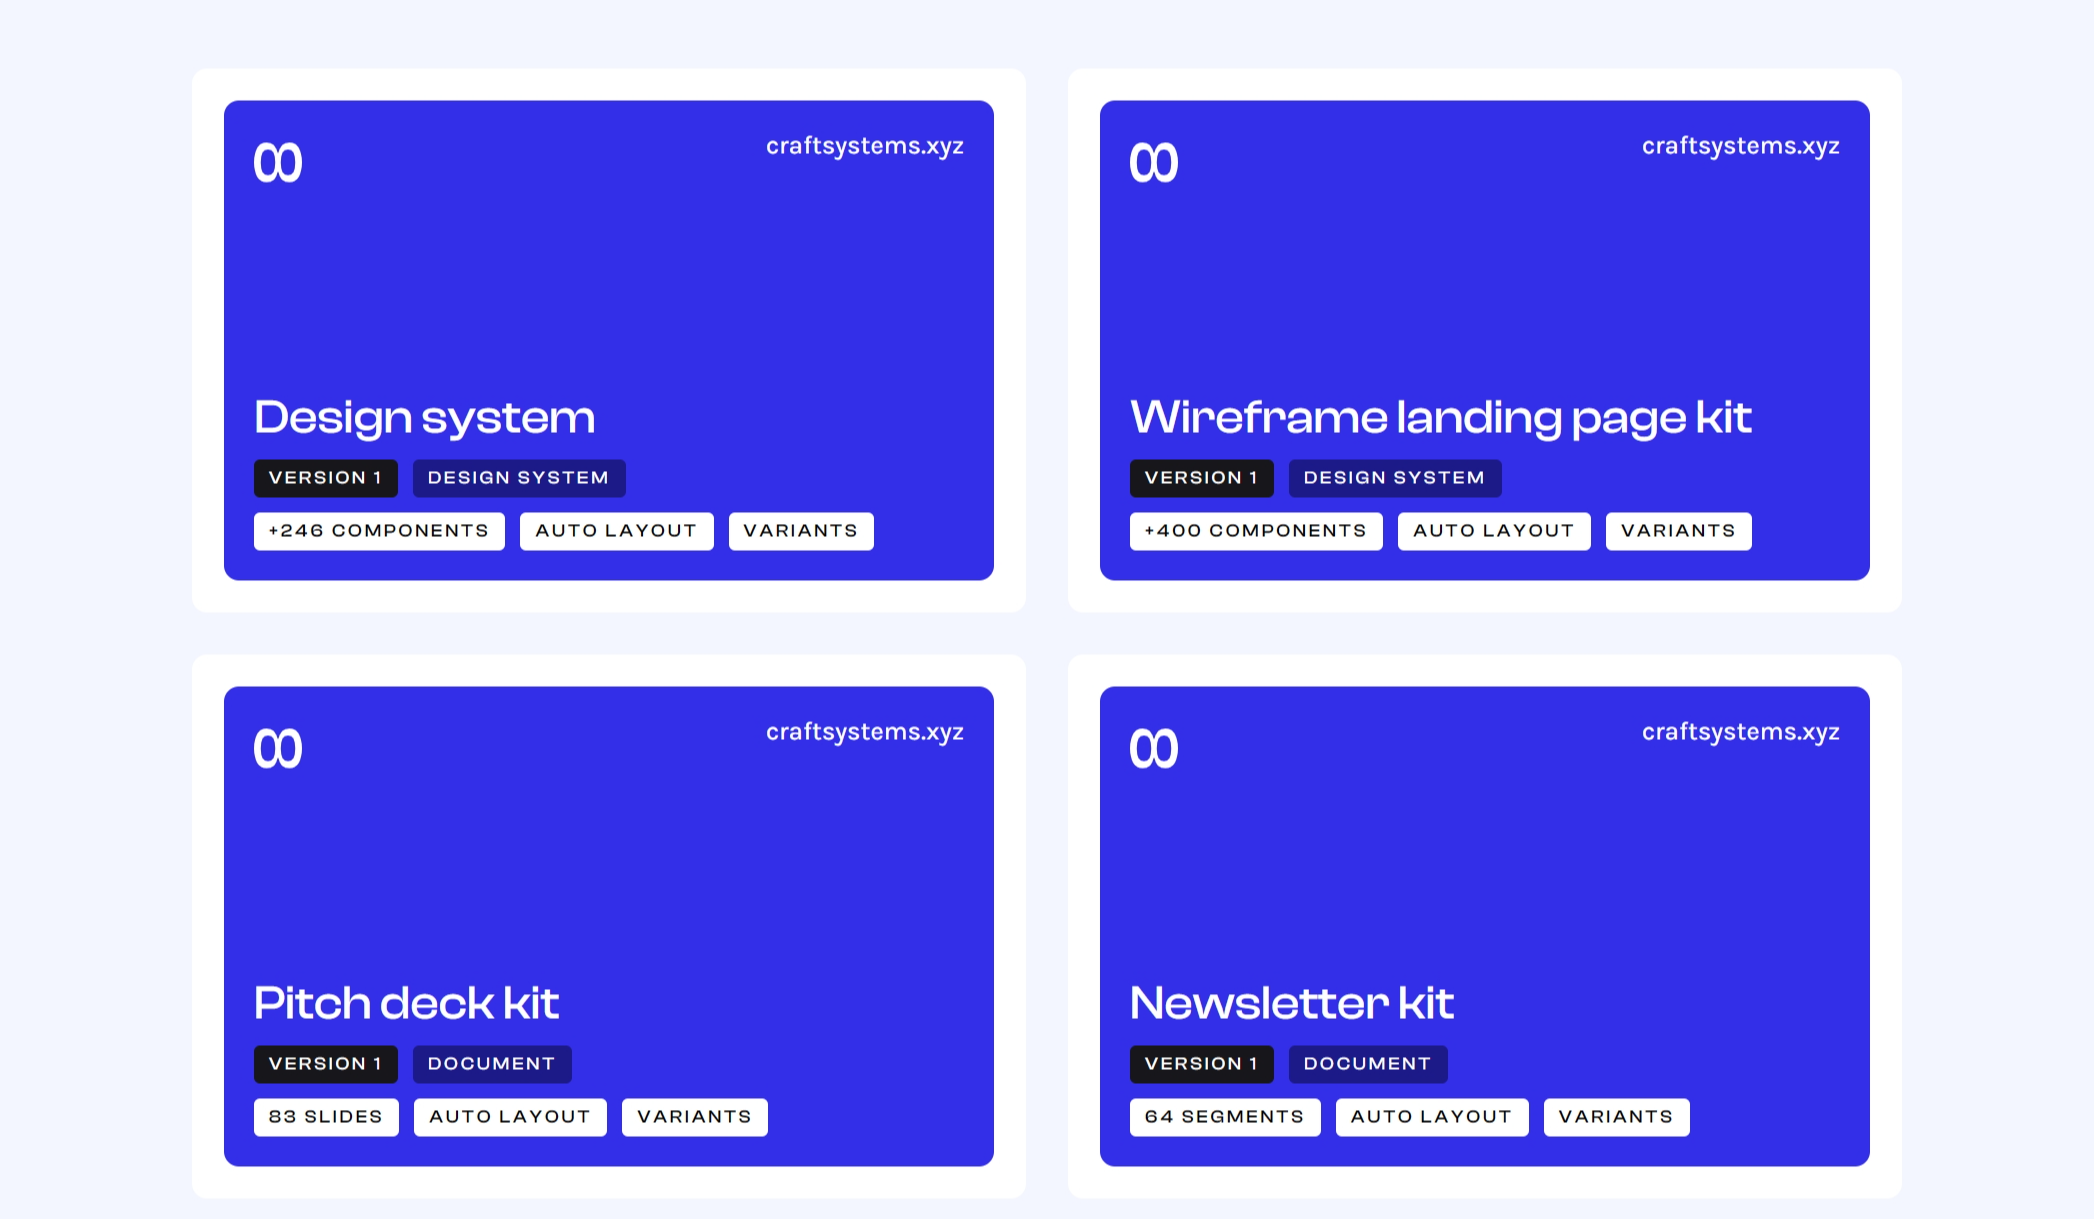 craftsystems.xyz
Design system
VERSION 1 DESIGN SYSTEM
+246 COMPONENTS AUTO LAYOUT VARIANTS
craftsystems.xyz
Wireframe landing page kit
VERSION 1 DESIGN SYSTEM
+400 COMPONENTS AUTO LAYOUT VARIANTS
craftsystems.xyz
Pitch deck kit
VERSION 1 DOCUMENT
83 SLIDES AUTO LAYOUT VARIANTS
craftsystems.xyz
Newsletter kit
VERSION 1 DOCUMENT
64 SEGMENTS AUTO LAYOUT VARIANTS